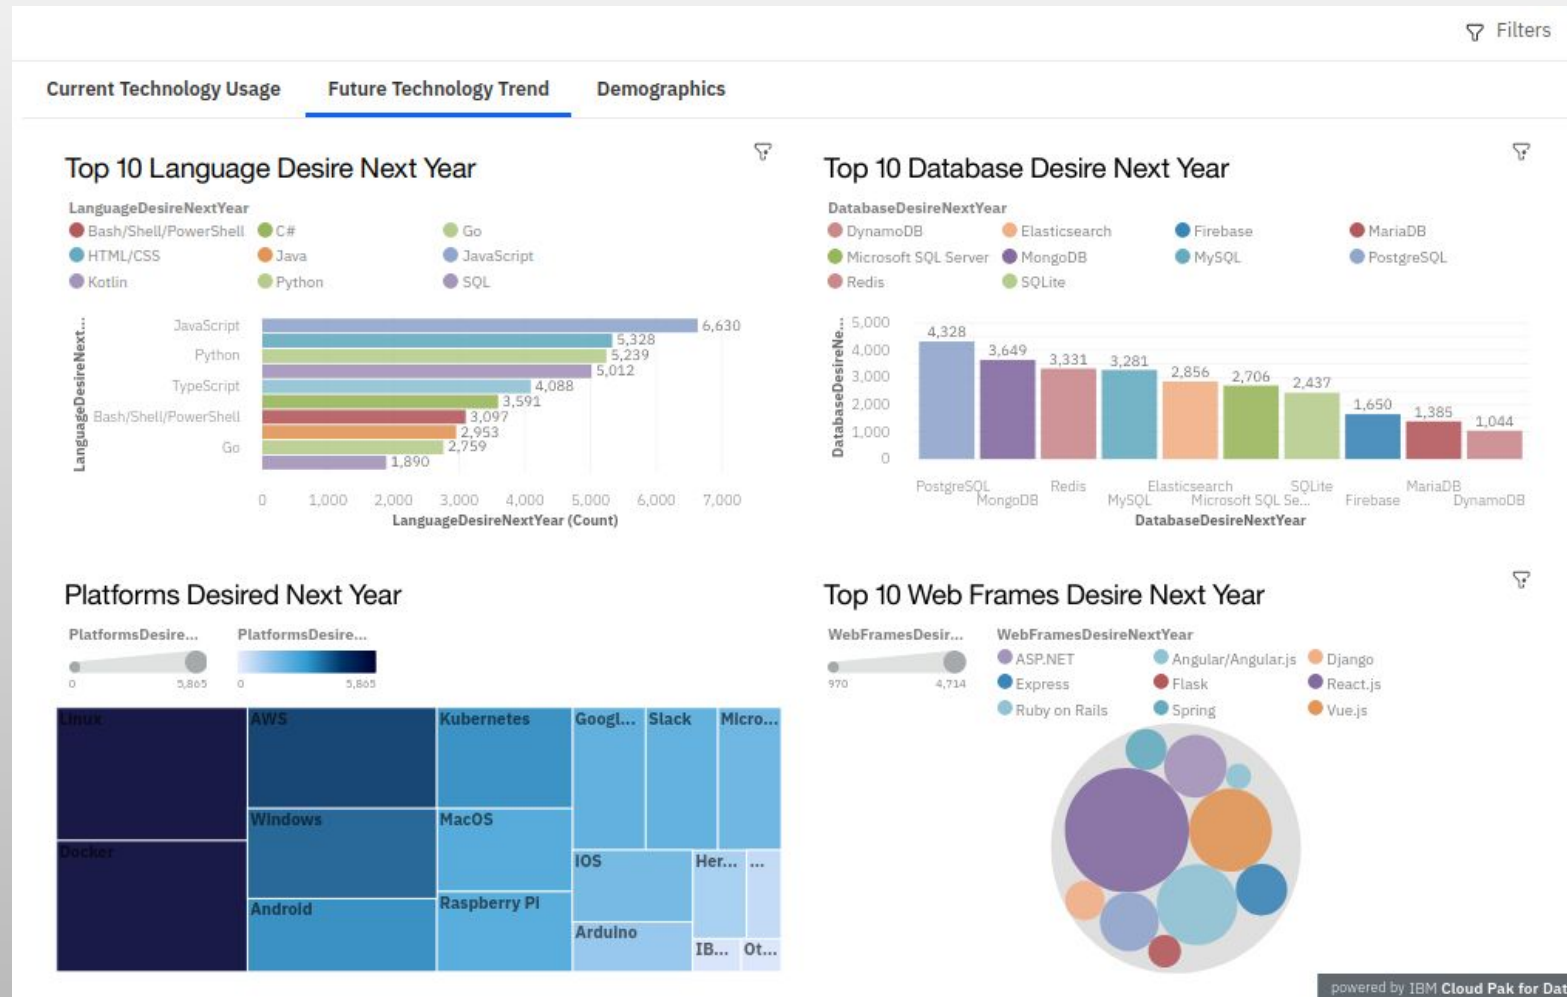 Filters
Current Technology Usage Future Technology Trend Demographics
Top 10 Language Desire Next Year
LanguageDesireNextYear
Bash/Shell/PowerShell C# Go
HTML/CSS Java JavaScript
Kotlin Python SQL
LanguageDesireNext...
JavaScript 6,630
5,328
Python 5,239
5,012
TypeScript 4,088
3,591
Bash/Shell/PowerShell 3,097
2,953
Go 2,759
1,890
0 1,000 2,000 3,000 4,000 5,000 6,000 7,000
LanguageDesireNextYear (Count)
Top 10 Database Desire Next Year
DatabaseDesireNextYear
DynamoDB Elasticsearch Firebase MariaDB
Microsoft SQL Server MongoDB MySQL PostgreSQL
Redis SQLite
DatabaseDesireNe...
5,000
4,000
3,000
2,000
1,000
0
4,328 3,649 3,331 3,281 2,856 2,706 2,437 1,650 1,385 1,044
PostgreSQL Redis Elasticsearch SQLite MariaDB
MongoDB MySQL Microsoft SQL Se... Firebase DynamoDB
DatabaseDesireNextYear
Platforms Desired Next Year
PlatformsDesire... PlatformsDesire...
0 5,865 0 5,865
Linux AWS Kubernetes Googl... Slack Micro...
Windows MacOS
Docker IOS Her... ...
Android Raspberry Pi
Arduino
IB... Ot...
Top 10 Web Frames Desire Next Year
WebFramesDesir... WebFramesDesireNextYear
970 4,714
ASP.NET Angular/Angular.js Django
Express Flask React.js
Ruby on Rails Spring Vue.js
powered by IBM Cloud Pak for Dat